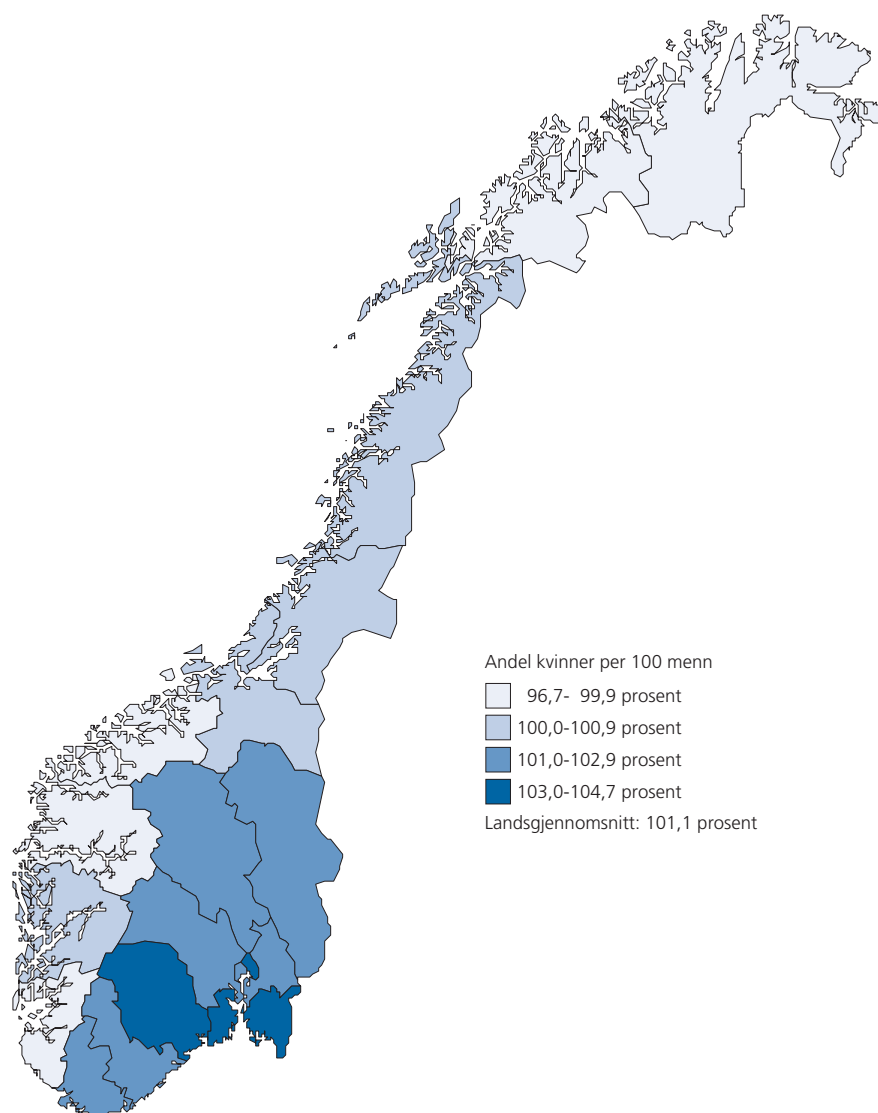 Andel kvinner per 100 menn
96,7- 99,9 prosent
100,0-100,9 prosent
101,0-102,9 prosent
103,0-104,7 prosent
Landsgjennomsnitt: 101,1 prosent